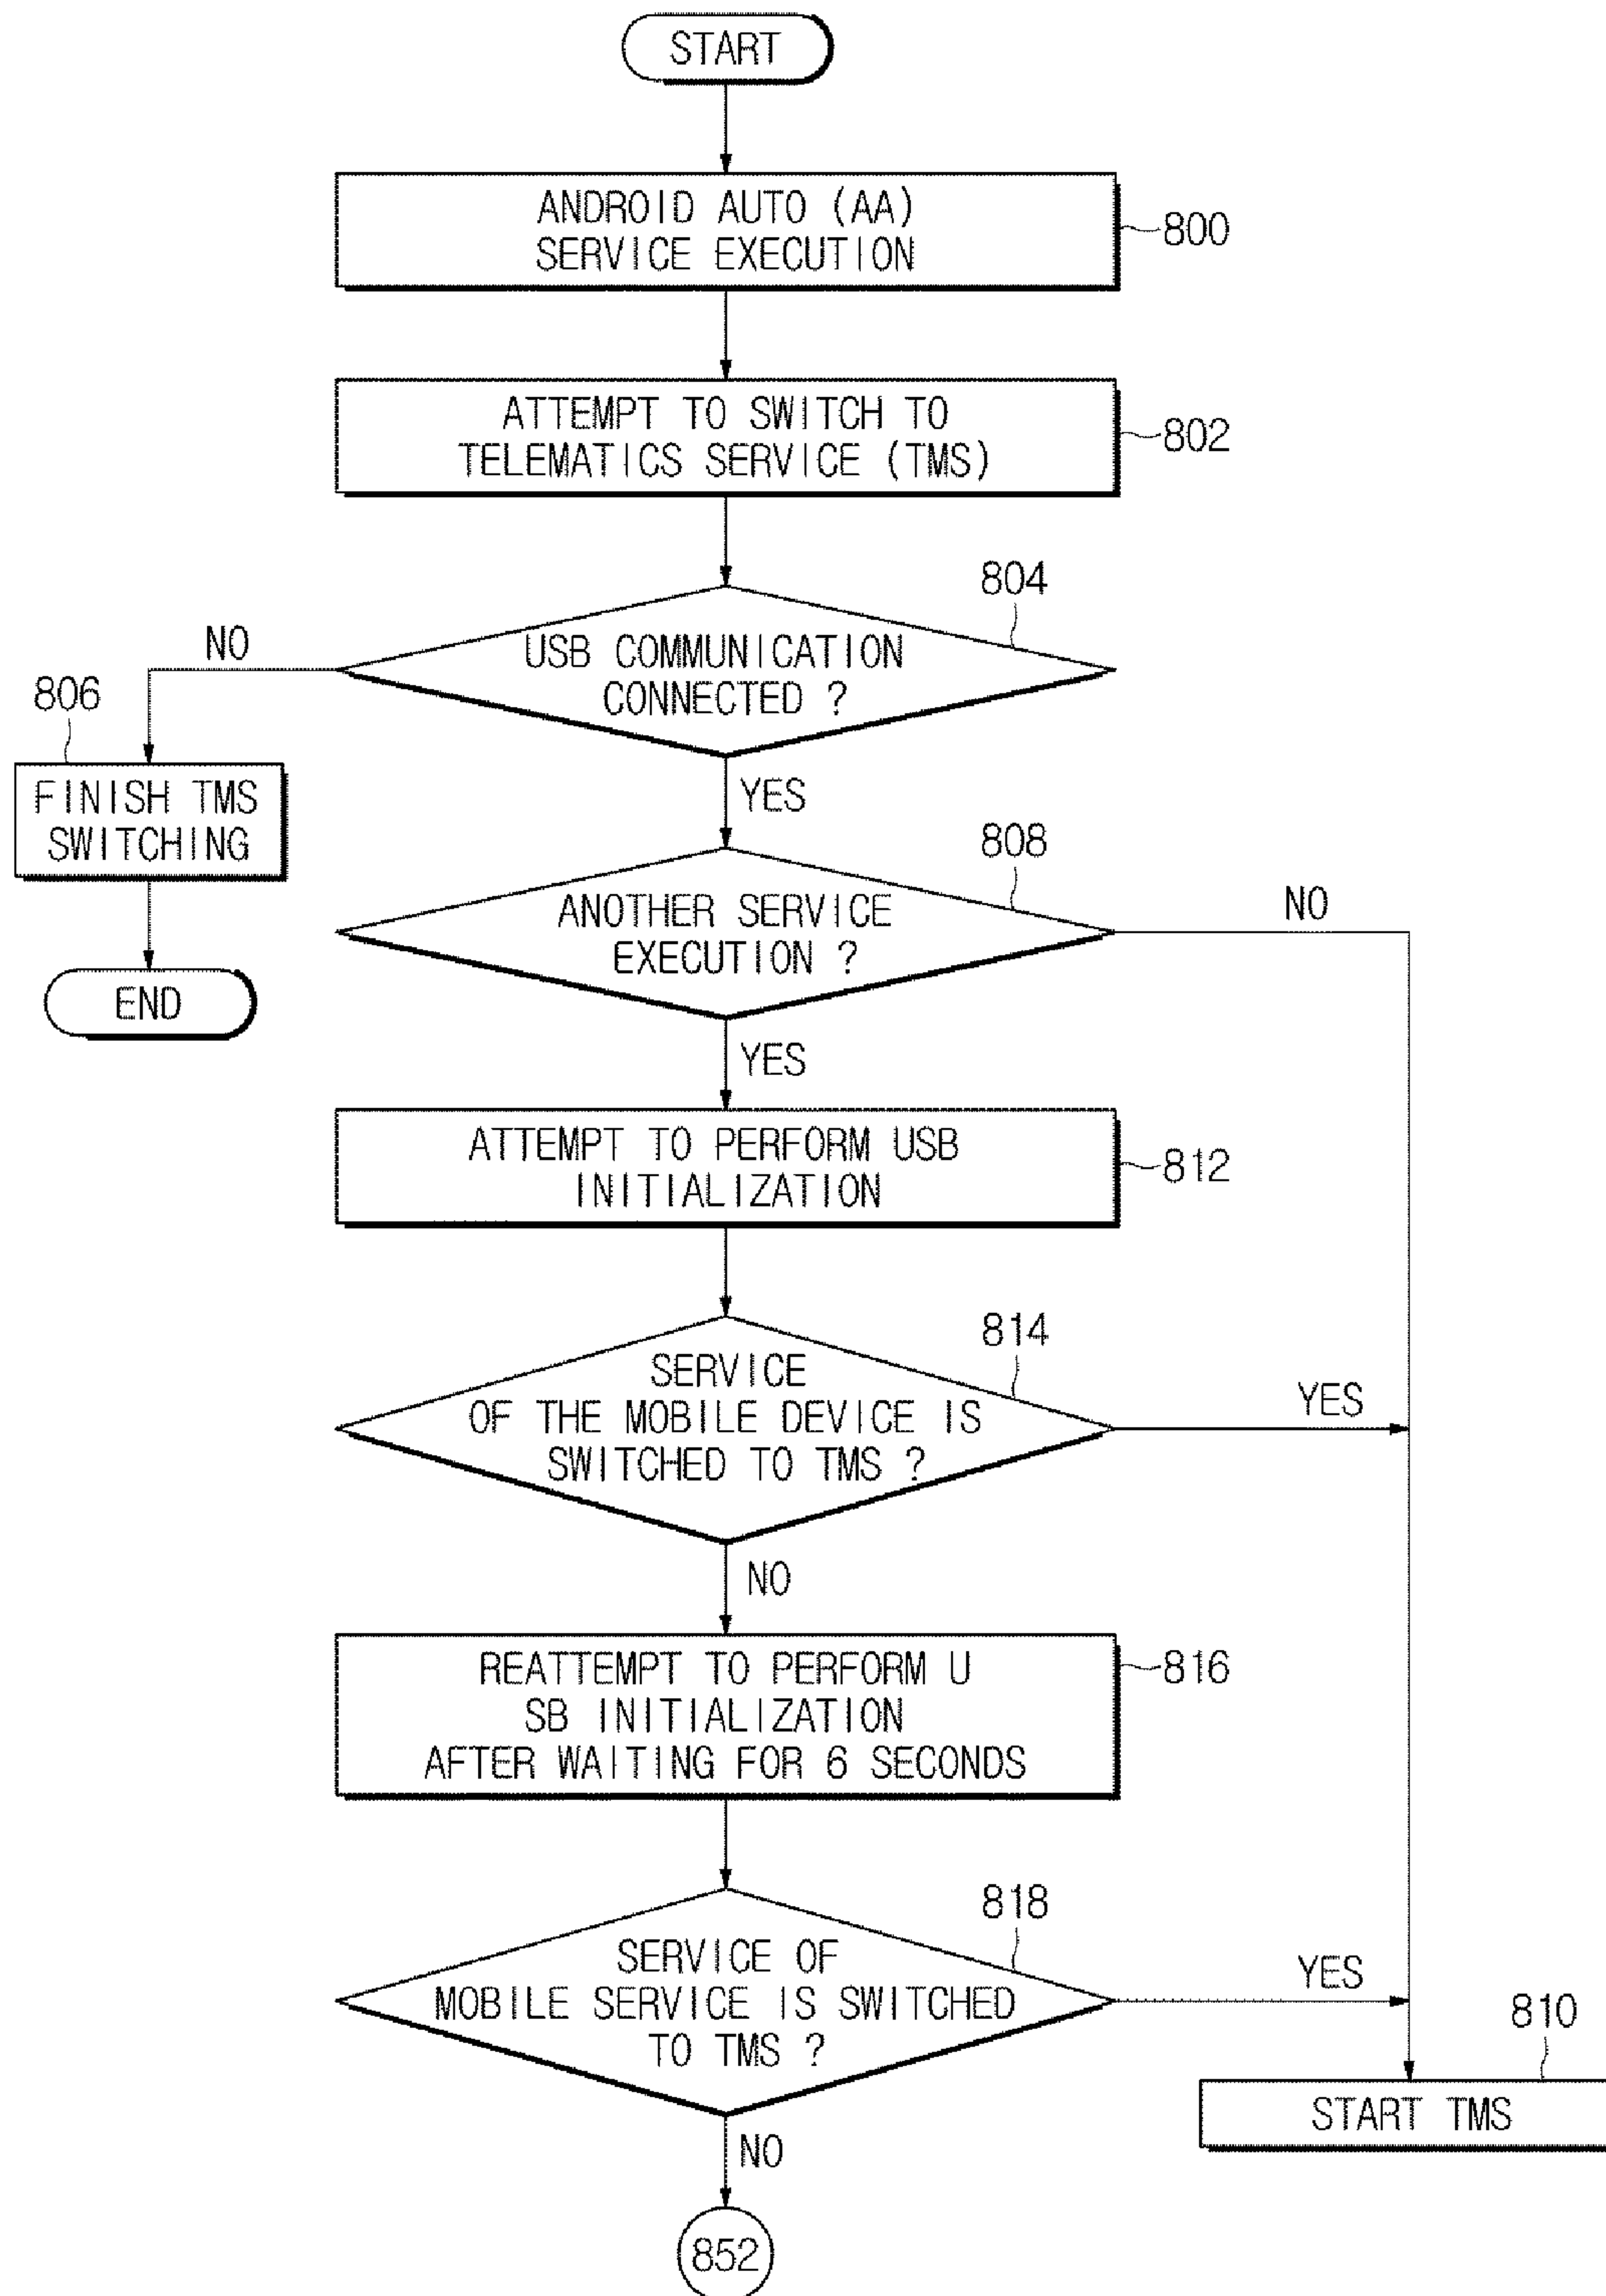 START
ANDROID AUTO (AA)
SERVICE EXECUTION
800
ATTEMPT TO SWITCH TO
TELEMATICS SERVICE (TMS)
802
804
USB COMMUNICATION
CONNECTED ?
NO
806
FINISH TMS
SWITCHING
END
YES
808
ANOTHER SERVICE
EXECUTION ?
NO
YES
ATTEMPT TO PERFORM USB
INITIALIZATION
812
814
SERVICE
OF THE MOBILE DEVICE IS
SWITCHED TO TMS ?
YES
NO
REATTEMPT TO PERFORM U
SB INITIALIZATION
AFTER WAITING FOR 6 SECONDS
816
818
SERVICE OF
MOBILE SERVICE IS SWITCHED
TO TMS ?
YES
810
START TMS
NO
852